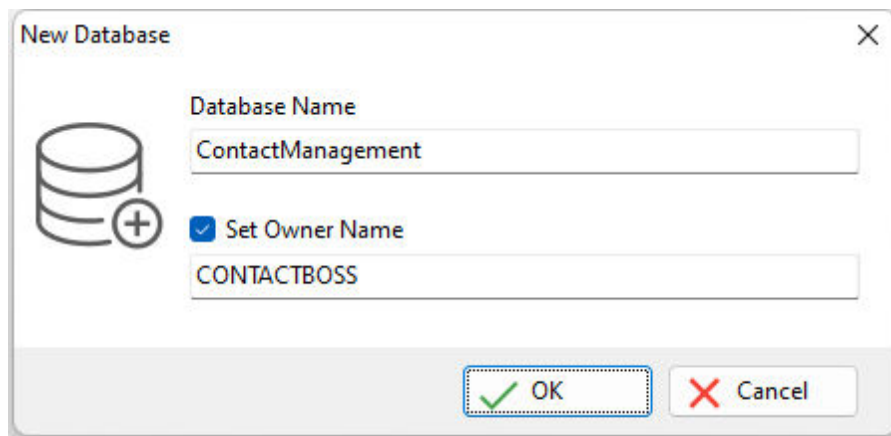 New Database
Database Name
ContactManagement
Set Owner Name
CONTACTBOSS
OK
Cancel